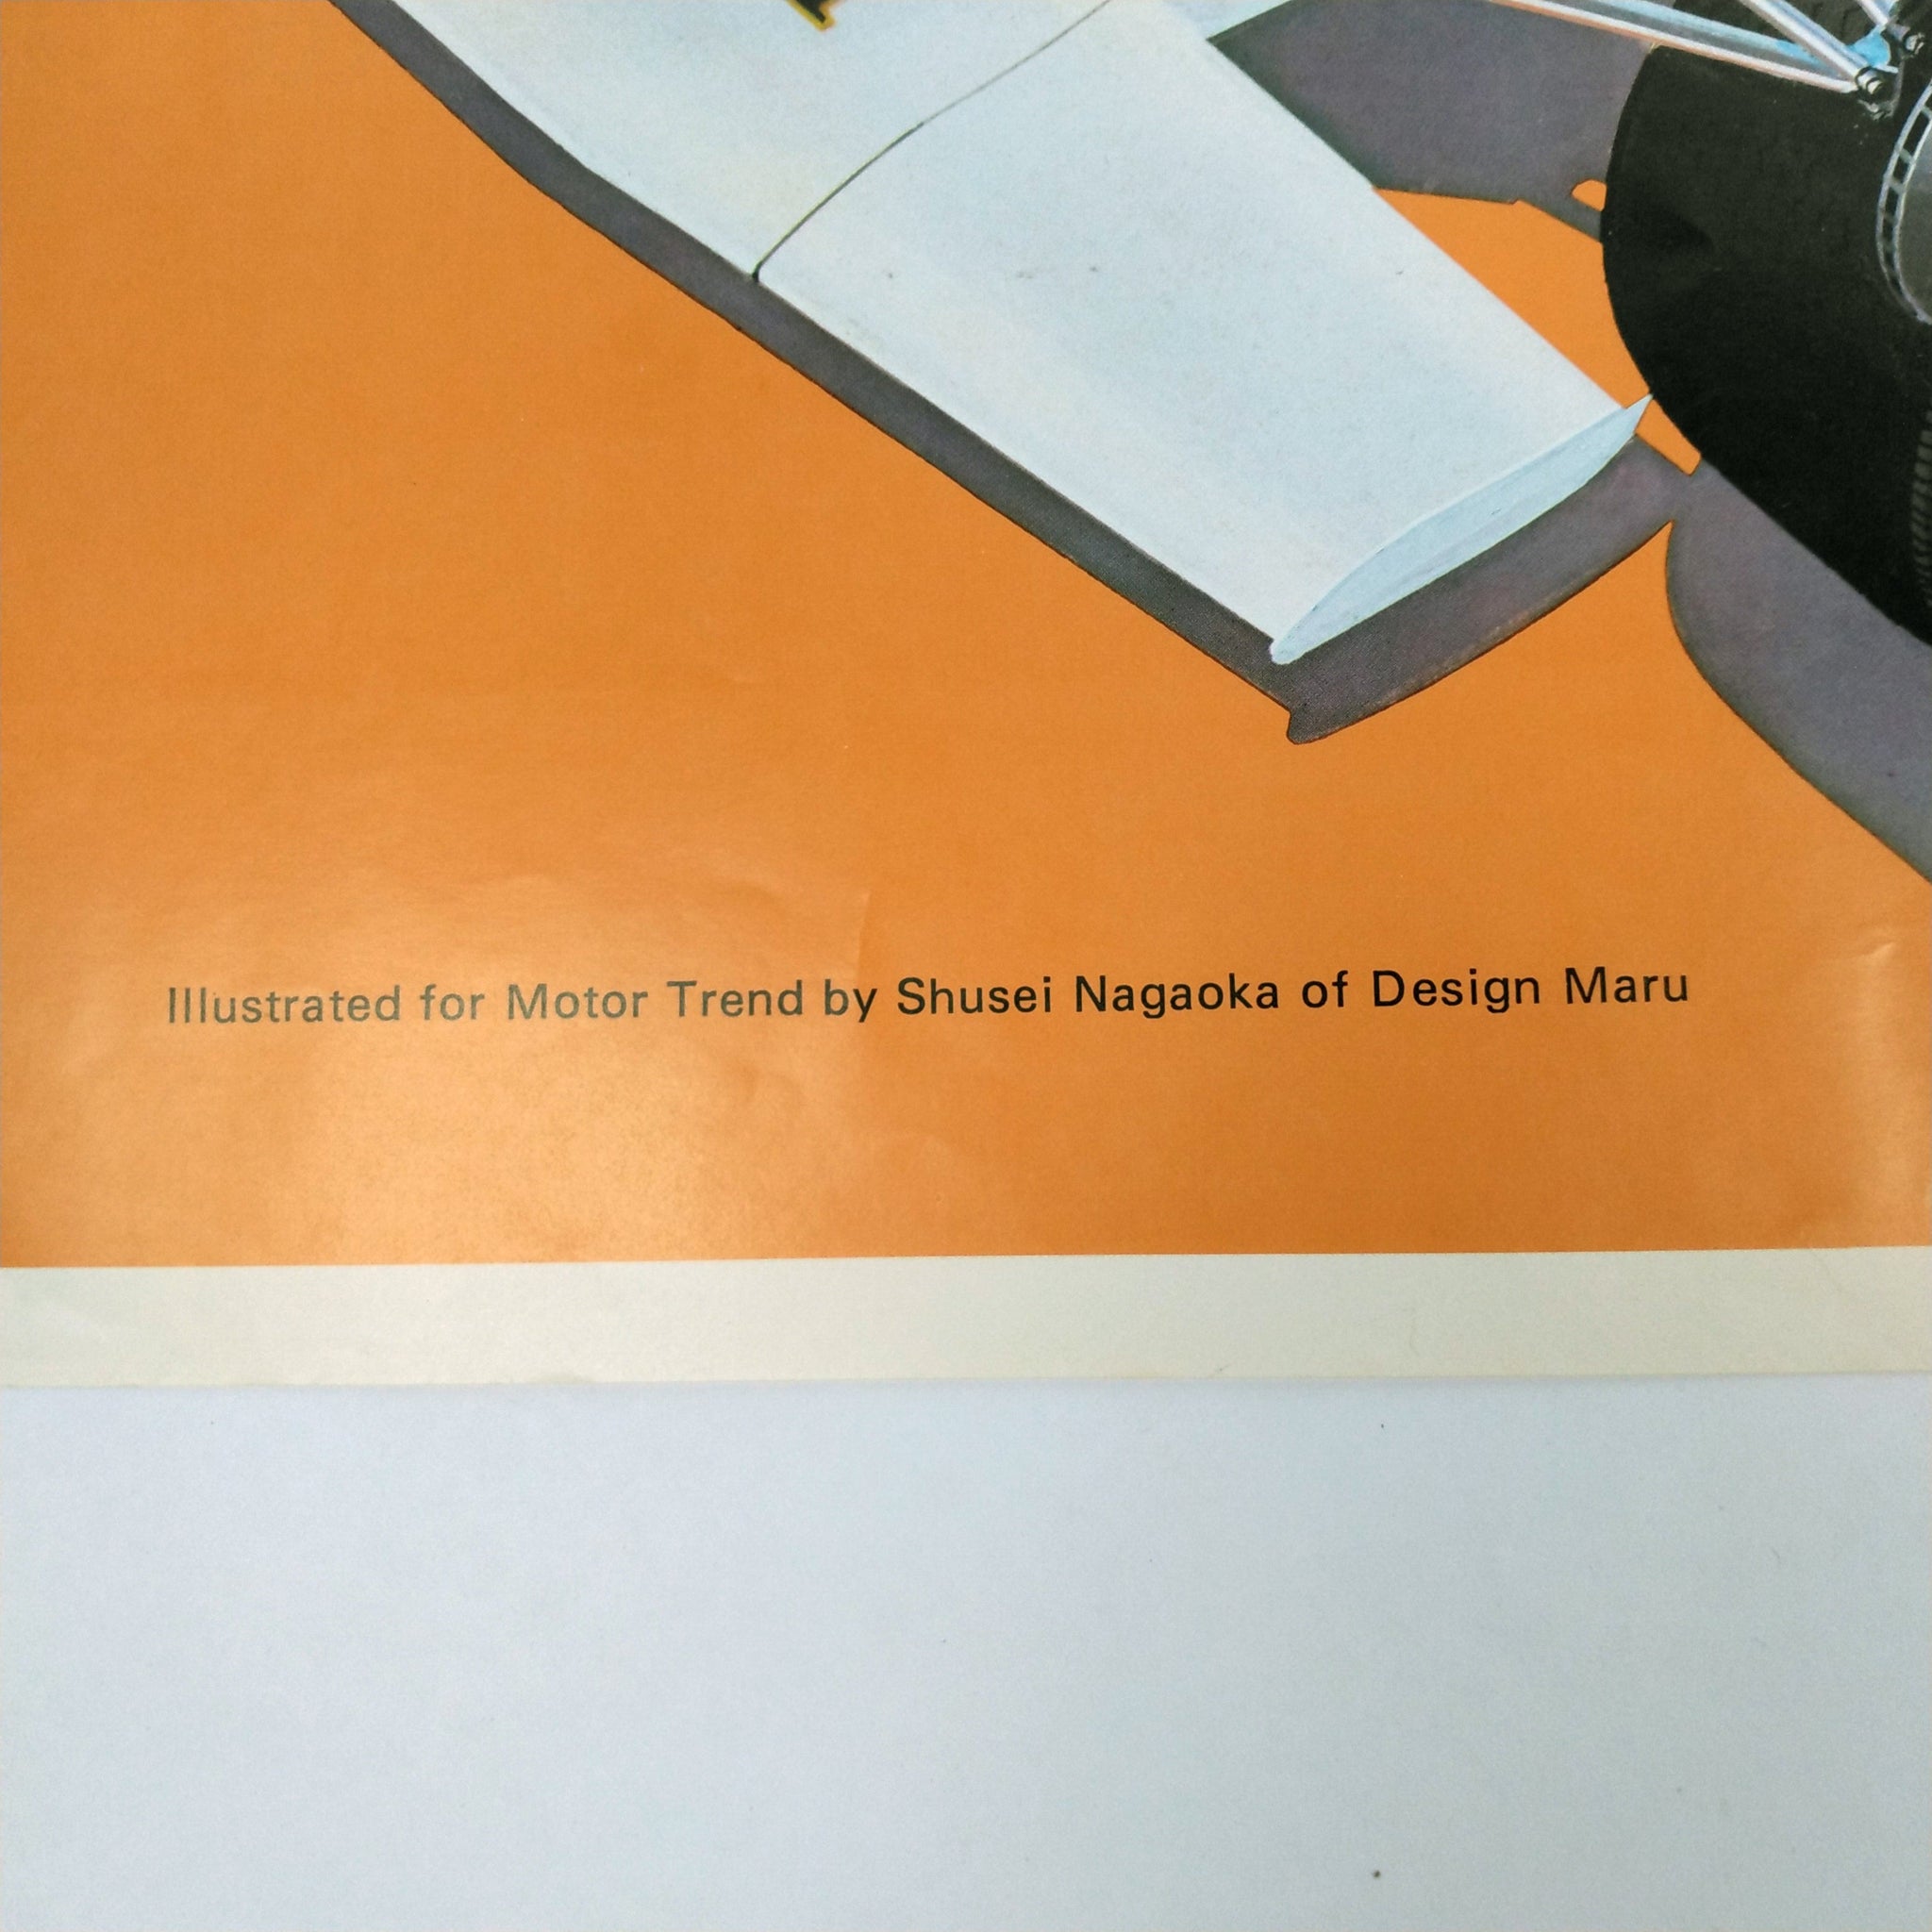 Illustrated for Motor Trend by Shusei Nagaoka of Design Maru